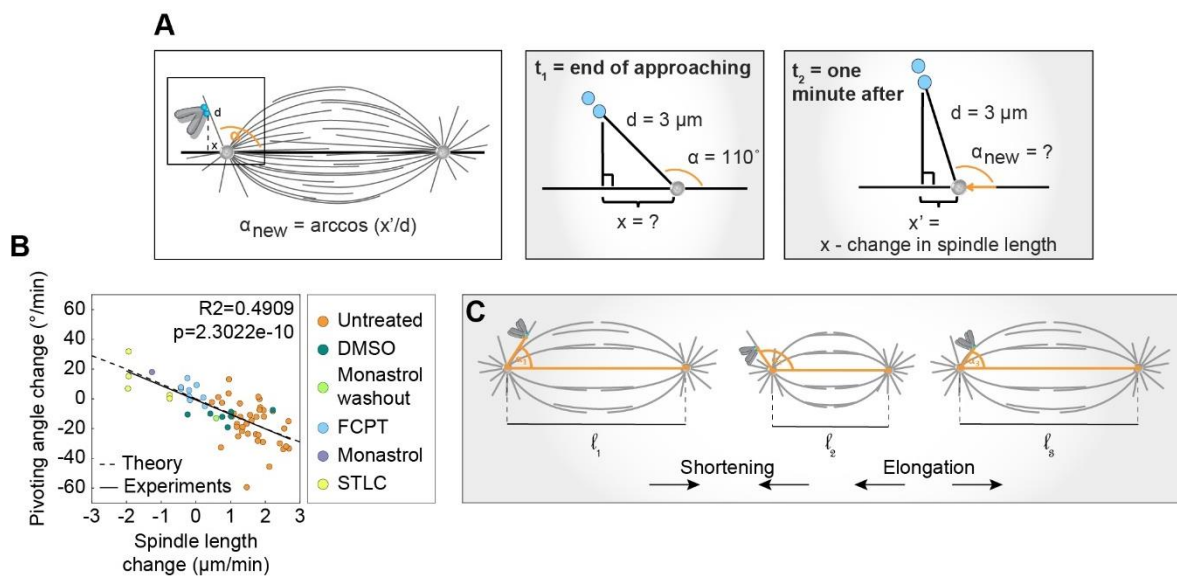 A
d
x
α
α new = arccos (x'/d)
t1 = end of approaching
d = 3 µm
α = 110°
x = ?
t2 = one
minute after
d = 3 µm
α new = ?
x' =
x - change in spindle length
B
Pivoting angle change (°/min)
60
40
20
0
-20
-40
-60
R2=0.4909
p=2.3022e-10
Theory
Experiments
-3 -2 -1 0 1 2 3
Spindle length
change (µm/min)
Untreated
DMSO
Monastrol
washout
FCPT
Monastrol
STLC
C
ℓ1
ℓ2
ℓ3
Shortening
Elongation